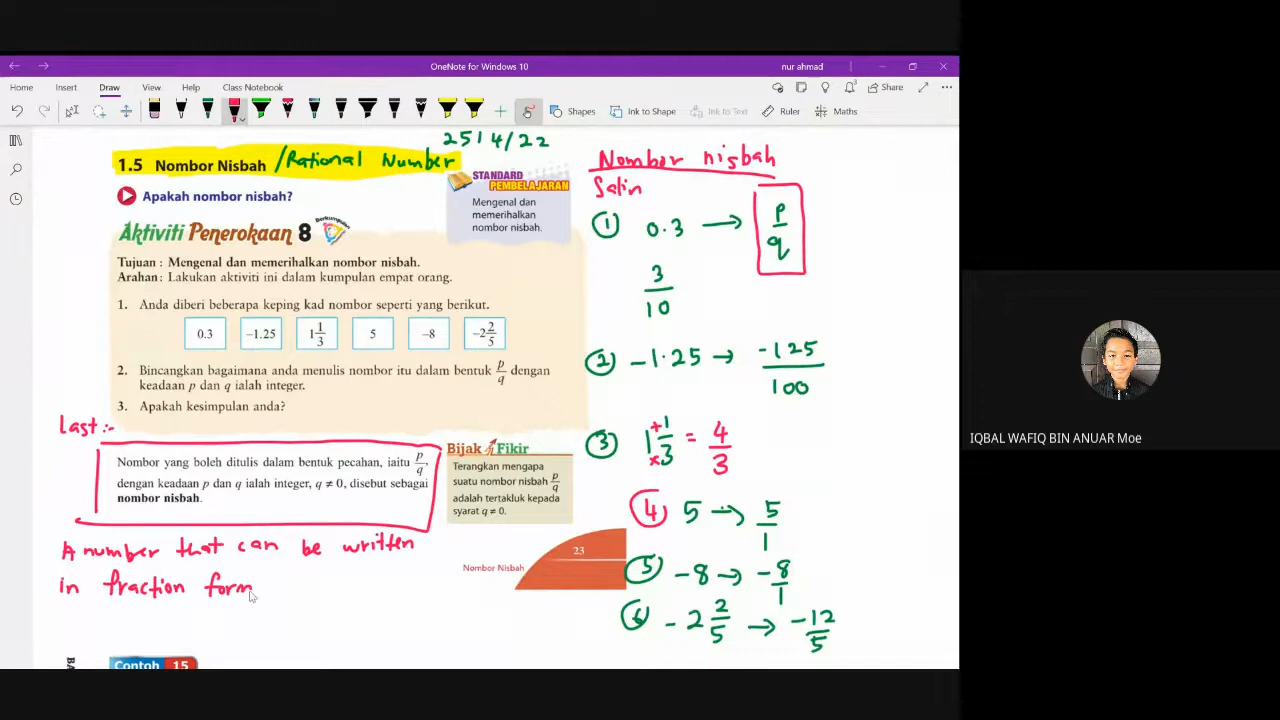 OneNote for Windows 10
nur ahmad
Home Insert Draw View Help Class Notebook
Share
Shapes Ink to Shape Ink to Text Ruler Maths
2514/22
1.5 Nombor Nisbah /Rational Number
Apakah nombor nisbah?
STANDARD
PEMBELAJARAN
Mengenal dan
memerihalkan
nombor nisbah.
Aktiviti Penerokaan 8
Berkumpulan
Tujuan : Mengenal dan memerihalkan nombor nisbah.
Arahan : Lakukan aktiviti ini dalam kumpulan empat orang.
1. Anda diberi beberapa keping kad nombor seperti yang berikut.
0.3 −1.25 1 1/3 5 −8 −2 2/5
2. Bincangkan bagaimana anda menulis nombor itu dalam bentuk p/q dengan
keadaan p dan q ialah integer.
3. Apakah kesimpulan anda?
Last:-
Nombor yang boleh ditulis dalam bentuk pecahan, iaitu p/q,
dengan keadaan p dan q ialah integer, q ≠ 0, disebut sebagai
nombor nisbah.
Bijak Fikir
Terangkan mengapa
suatu nombor nisbah p/q
adalah tertakluk kepada
syarat q ≠ 0.
A number that can be written
in fraction form
23
Nombor Nisbah
Contoh 15
BA
Nombor nisbah
Salin
1 0.3 → p/q
3/10
2 -1.25 → -125/100
3 1 + 1/3 × = 4/3
4 5 → 5/1
5 -8 → -8/1
6 - 2 2/5 → -12/5
IQBAL WAFIQ BIN ANUAR Moe